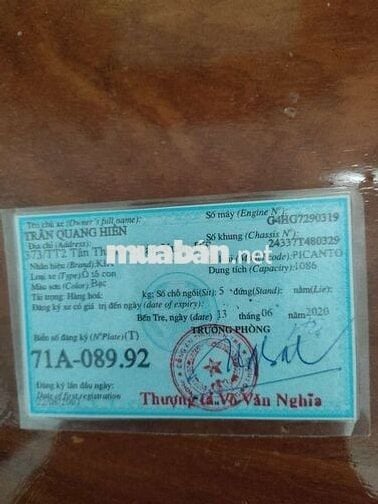 Tên chủ xe (Owner's full name): Số máy (Engine Nº):
TRẦN QUANG HIỀN G4HG7290319
Địa chỉ (Address): Số khung (Chassis Nº):
373/TT2 Tân Th 24337T480329
muaban.net
Nhãn hiệu (Brand): Code): PICANTO
Loại xe (Type): Ô tô con Dung tích (Capacity): 1086
Màu sơn (Color): Bạc
Tải trọng: Hàng hoá: kg; Số chỗ ngồi(Sit): 5 đứng(Stand): nằm(Lie):
Đăng ký xe có giá trị đến ngày (date of expiry):
Bến Tre, ngày (date) 13 tháng 06 năm 2020
Biển số đăng ký (N°Plate) (T) TRƯỞNG PHÒNG
71A-089.92
Đăng ký lần đầu ngày:
Date of first registration
Thượng tá Võ Văn Nghĩa